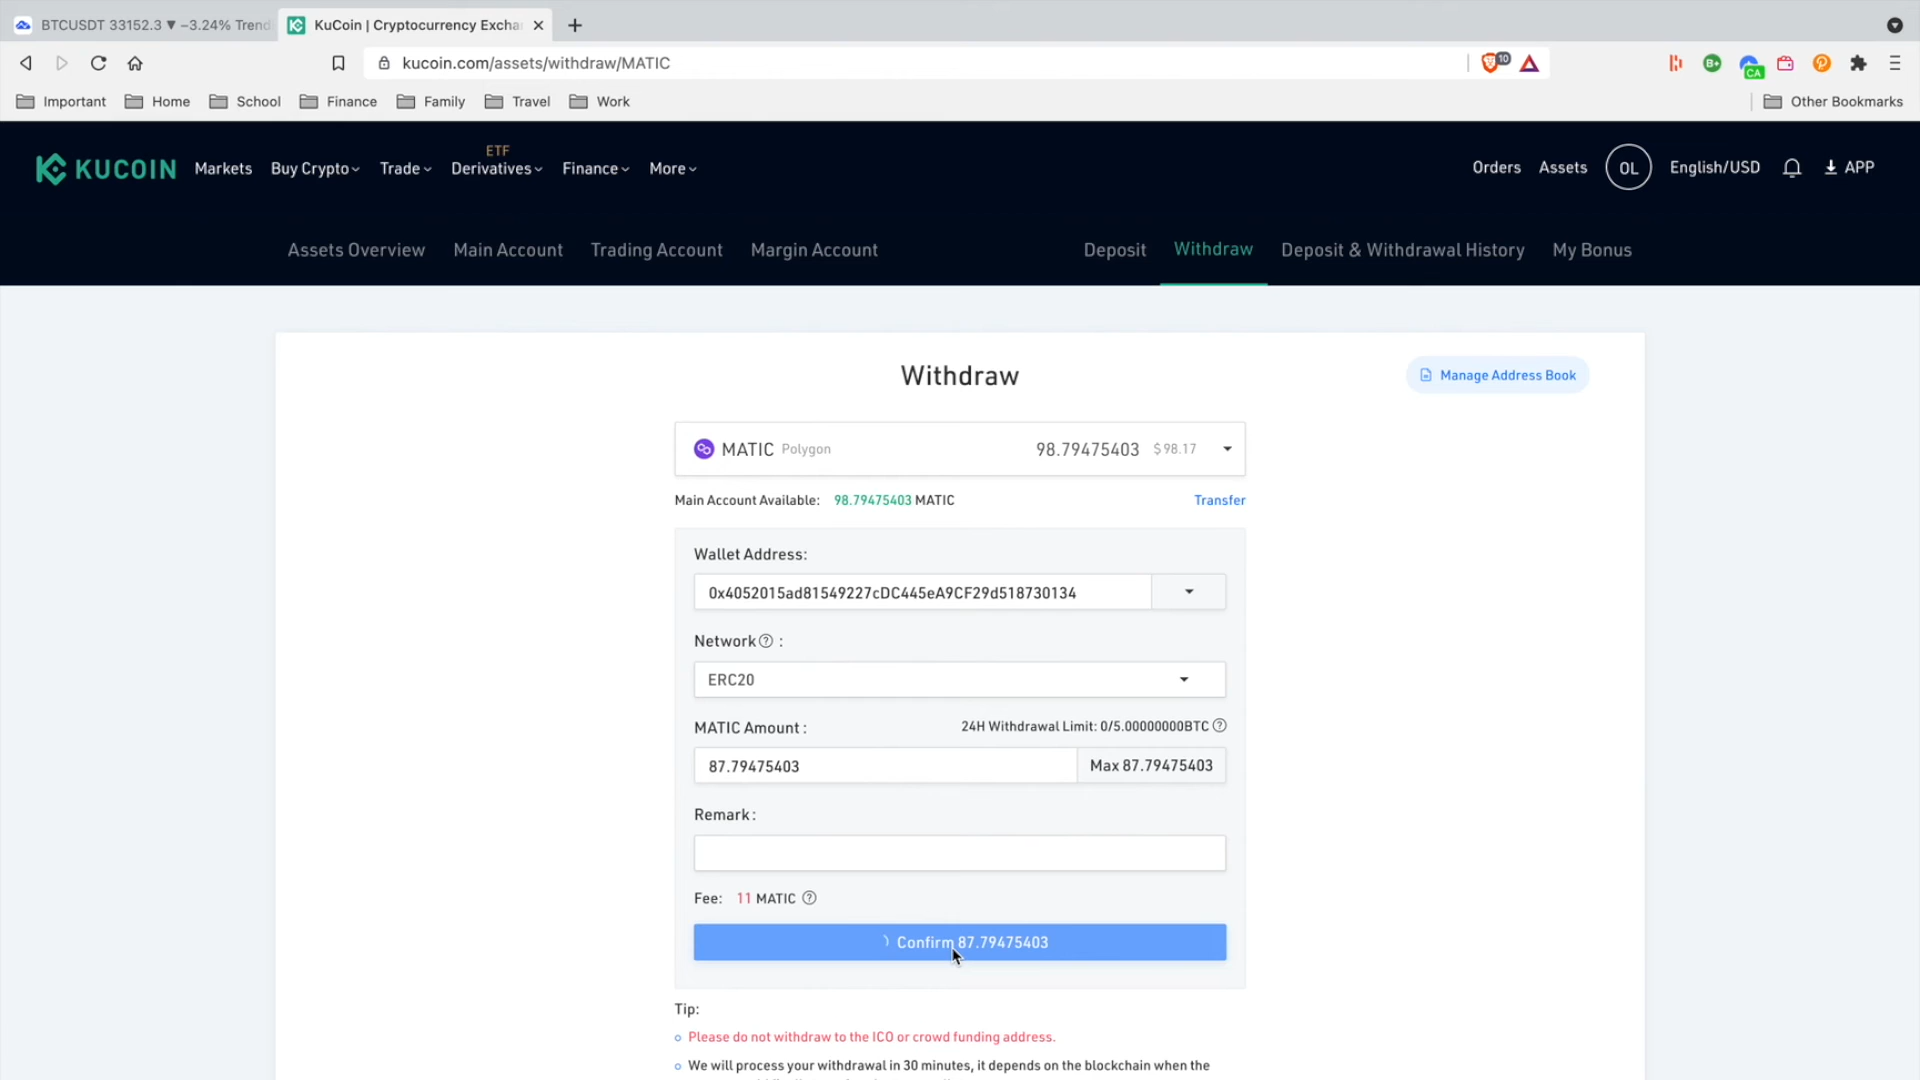 BTCUSDT 33152.3 ▼ −3.24% Trend
KuCoin | Cryptocurrency Excha
kucoin.com/assets/withdraw/MATIC
10
B+
CA
Important Home School Finance Family Travel Work Other Bookmarks
KUCOIN Markets Buy Crypto Trade ETF Derivatives Finance More Orders Assets OL English/USD APP
Assets Overview Main Account Trading Account Margin Account Deposit Withdraw Deposit & Withdrawal History My Bonus
Withdraw
Manage Address Book
MATIC Polygon 98.79475403 $98.17
Main Account Available: 98.79475403 MATIC Transfer
Wallet Address:
0x4052015ad81549227cDC445eA9CF29d518730134
Network ? :
ERC20
MATIC Amount : 24H Withdrawal Limit: 0/5.00000000BTC ?
87.79475403 Max 87.79475403
Remark :
Fee: 11 MATIC ?
Confirm 87.79475403
Tip:
Please do not withdraw to the ICO or crowd funding address.
We will process your withdrawal in 30 minutes, it depends on the blockchain when the